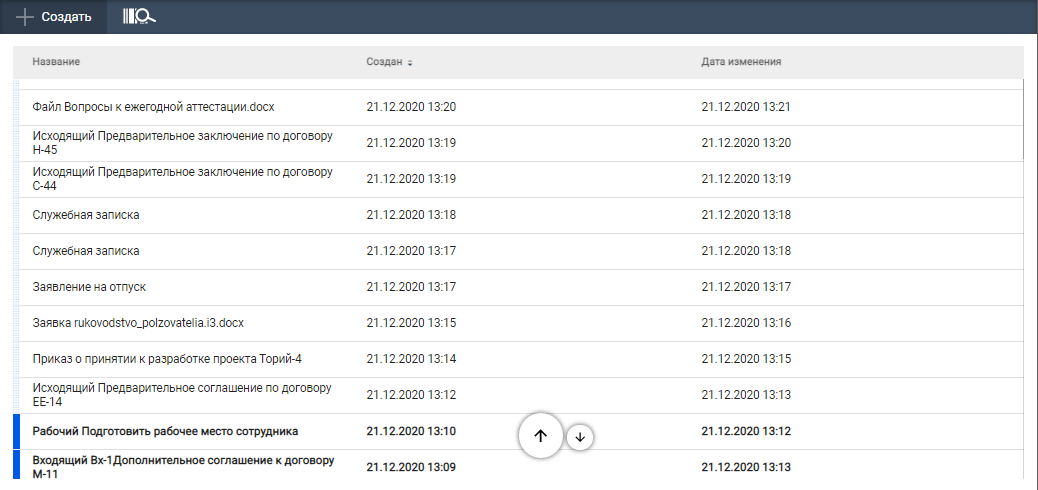 Создать
Название Создан Дата изменения
Файл Вопросы к ежегодной аттестации.docx 21.12.2020 13:20 21.12.2020 13:21
Исходящий Предварительное заключение по договору
Н-45 21.12.2020 13:19 21.12.2020 13:20
Исходящий Предварительное заключение по договору
С-44 21.12.2020 13:19 21.12.2020 13:19
Служебная записка 21.12.2020 13:18 21.12.2020 13:18
Служебная записка 21.12.2020 13:17 21.12.2020 13:18
Заявление на отпуск 21.12.2020 13:17 21.12.2020 13:17
Заявка rukovodstvo_polzovatelia.i3.docx 21.12.2020 13:15 21.12.2020 13:16
Приказ о принятии к разработке проекта Торий-4 21.12.2020 13:14 21.12.2020 13:15
Исходящий Предварительное соглашение по договору
ЕЕ-14 21.12.2020 13:12 21.12.2020 13:13
Рабочий Подготовить рабочее место сотрудника 21.12.2020 13:10 21.12.2020 13:12
Входящий Вх-1Дополнительное соглашение к договору
М-11 21.12.2020 13:09 21.12.2020 13:13